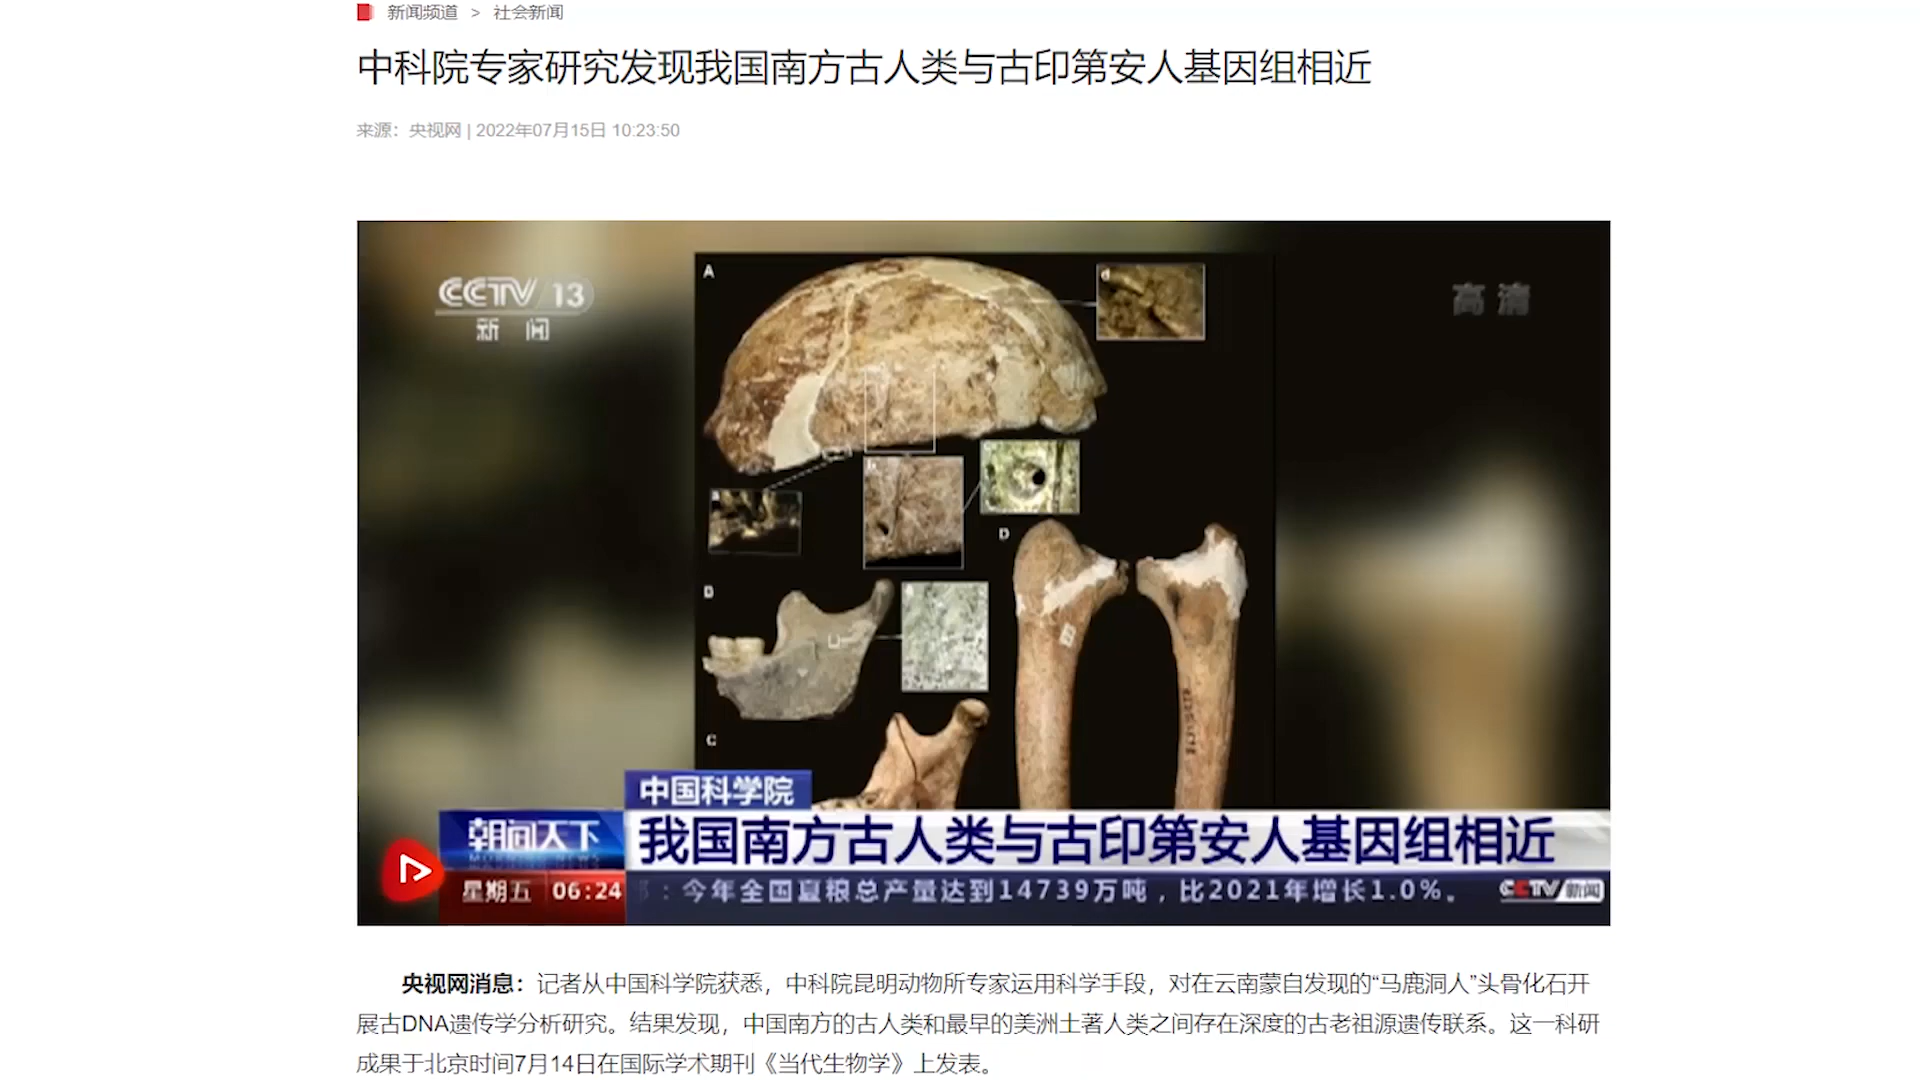 新闻频道 > 社会新闻
中科院专家研究发现我国南方古人类与古印第安人基因组相近
来源：央视网 | 2022年07月15日 10:23:50
CCTV 13
新闻
高清
A
d
a
b
D
B
C
中国科学院
朝闻天下
我国南方古人类与古印第安人基因组相近
星期五 06:24
：今年全国夏粮总产量达到14739万吨，比2021年增长1.0%。
CCTV 新闻
央视网消息：记者从中国科学院获悉，中科院昆明动物所专家运用科学手段，对在云南蒙自发现的“马鹿洞人”头骨化石开
展古DNA遗传学分析研究。结果发现，中国南方的古人类和最早的美洲土著人类之间存在深度的古老祖源遗传联系。这一科研
成果于北京时间7月14日在国际学术期刊《当代生物学》上发表。